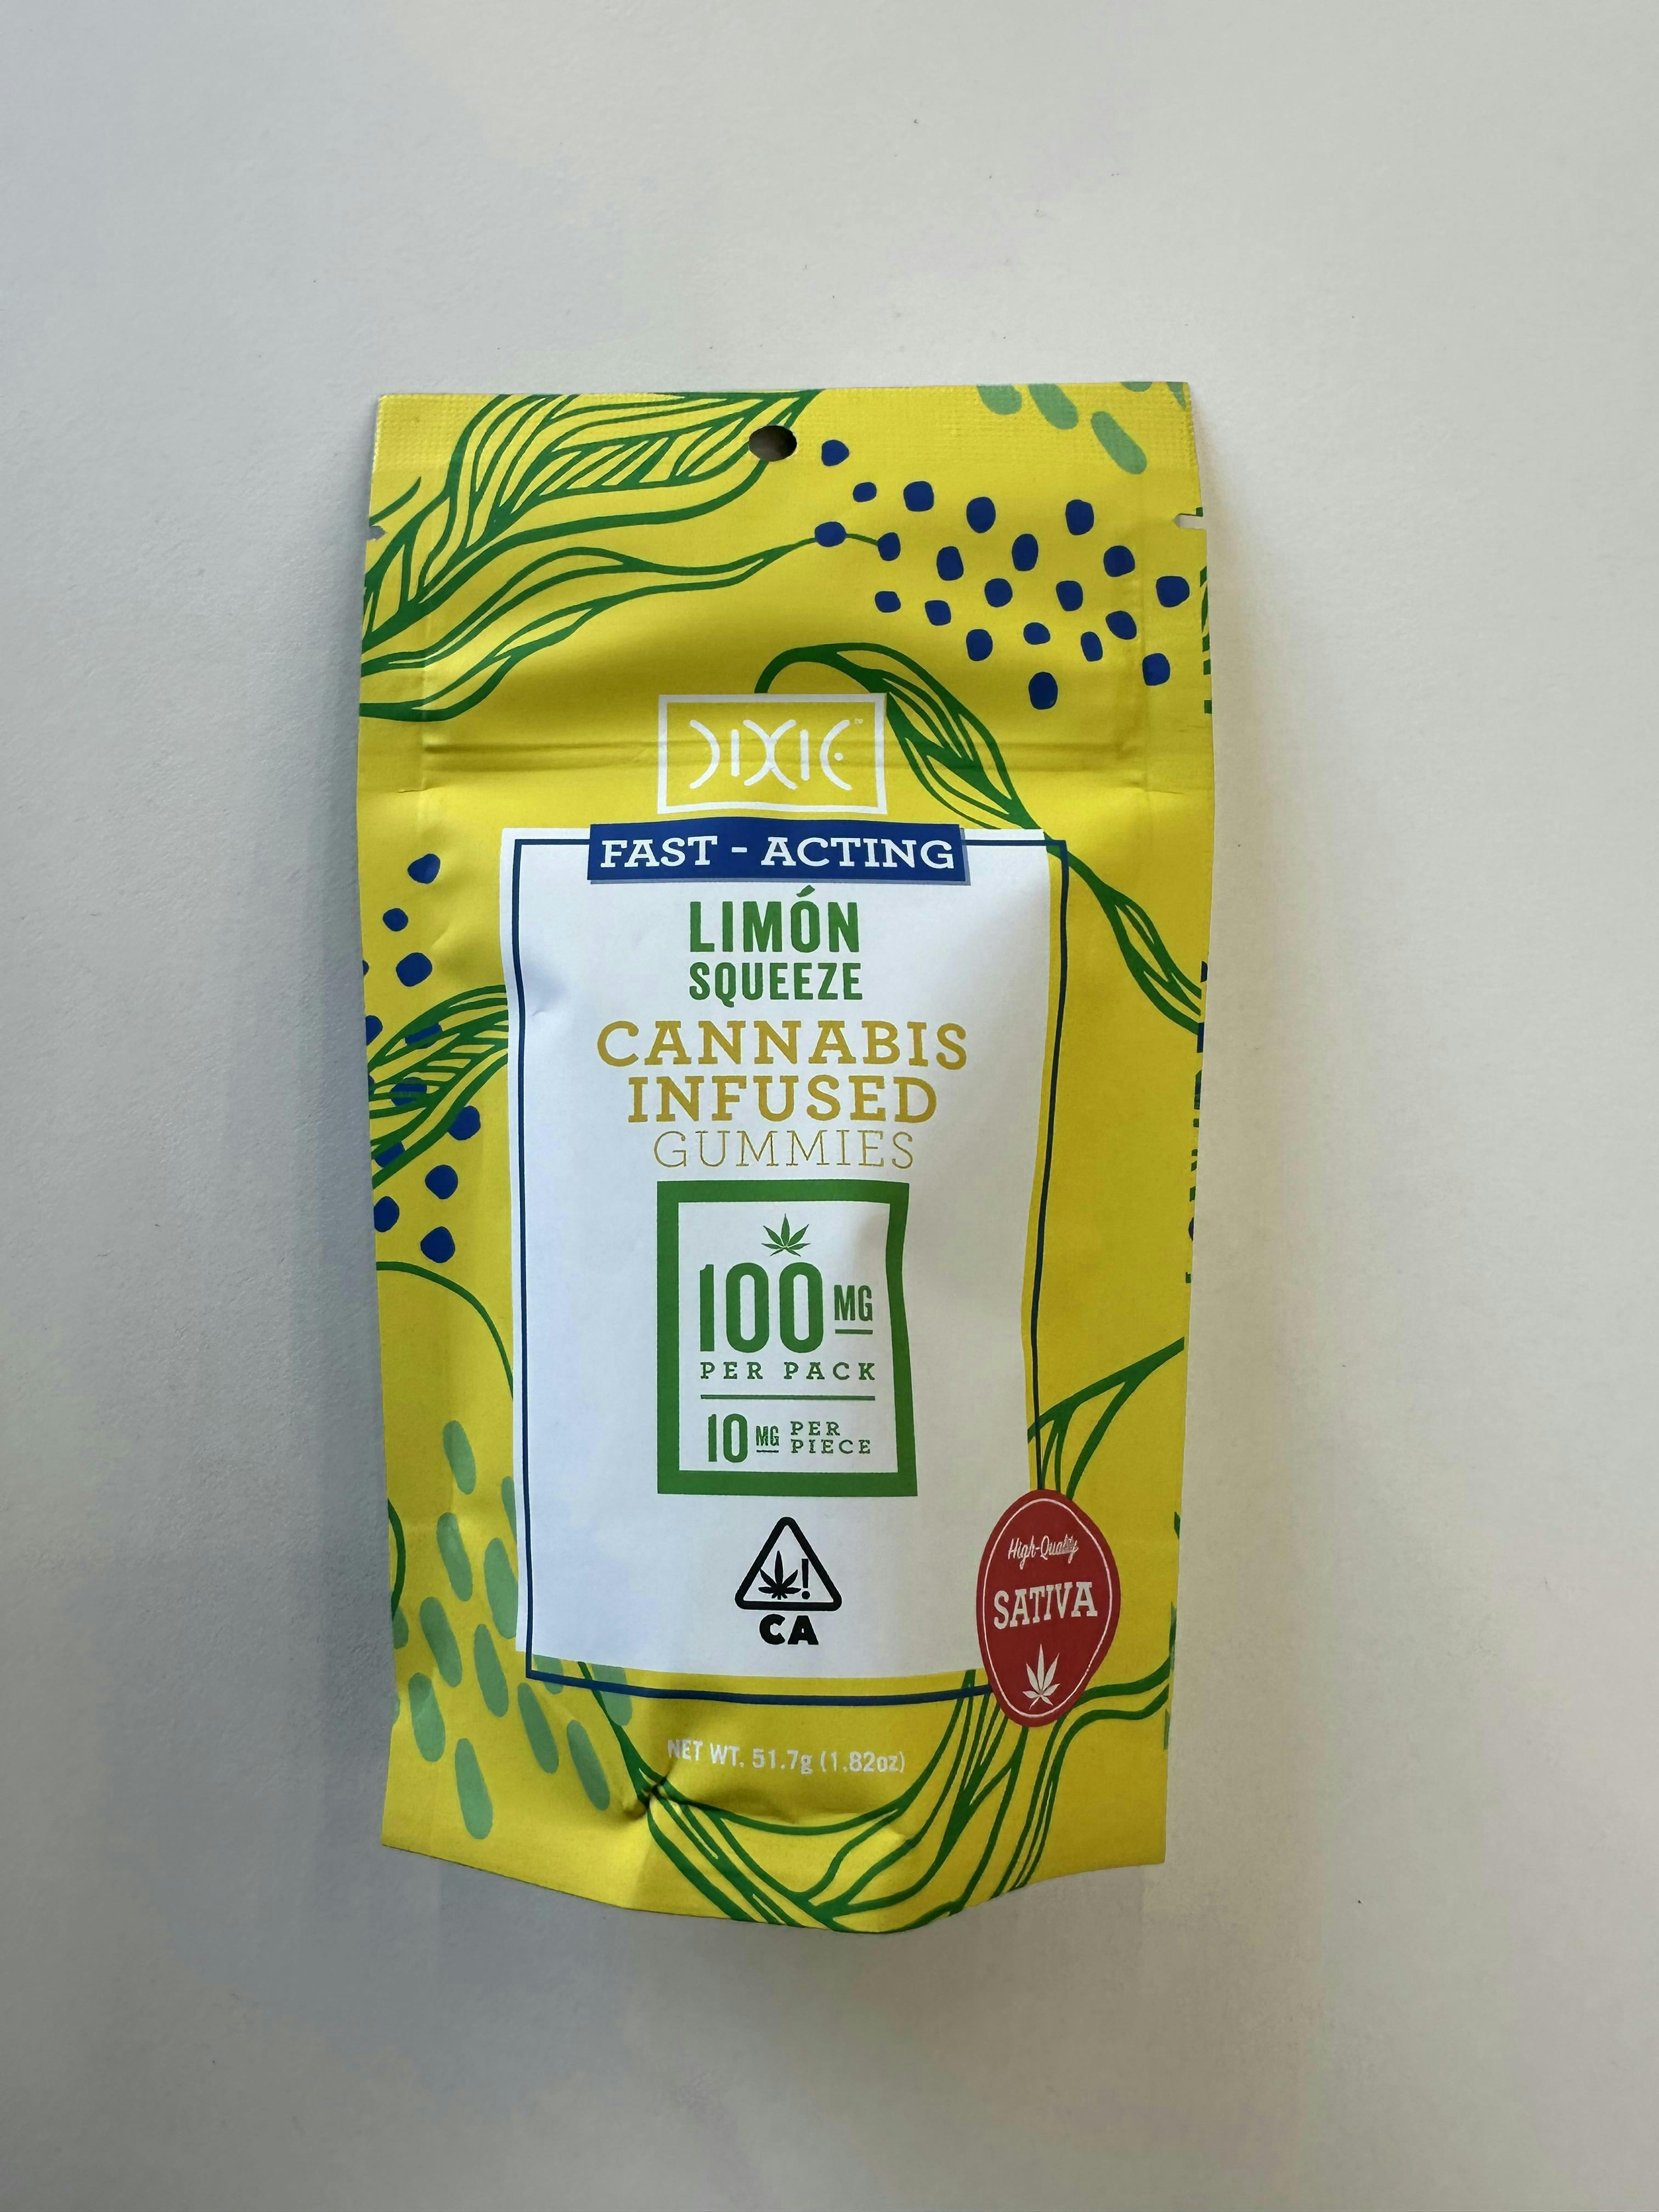 DIXIE™
FAST - ACTING
LIMÓN
SQUEEZE
CANNABIS
INFUSED
GUMMIES
100 MG
PER PACK
10 MG PER
PIECE
!
CA
High-Quality
SATIVA
NET WT. 51.7g (1.82oz)